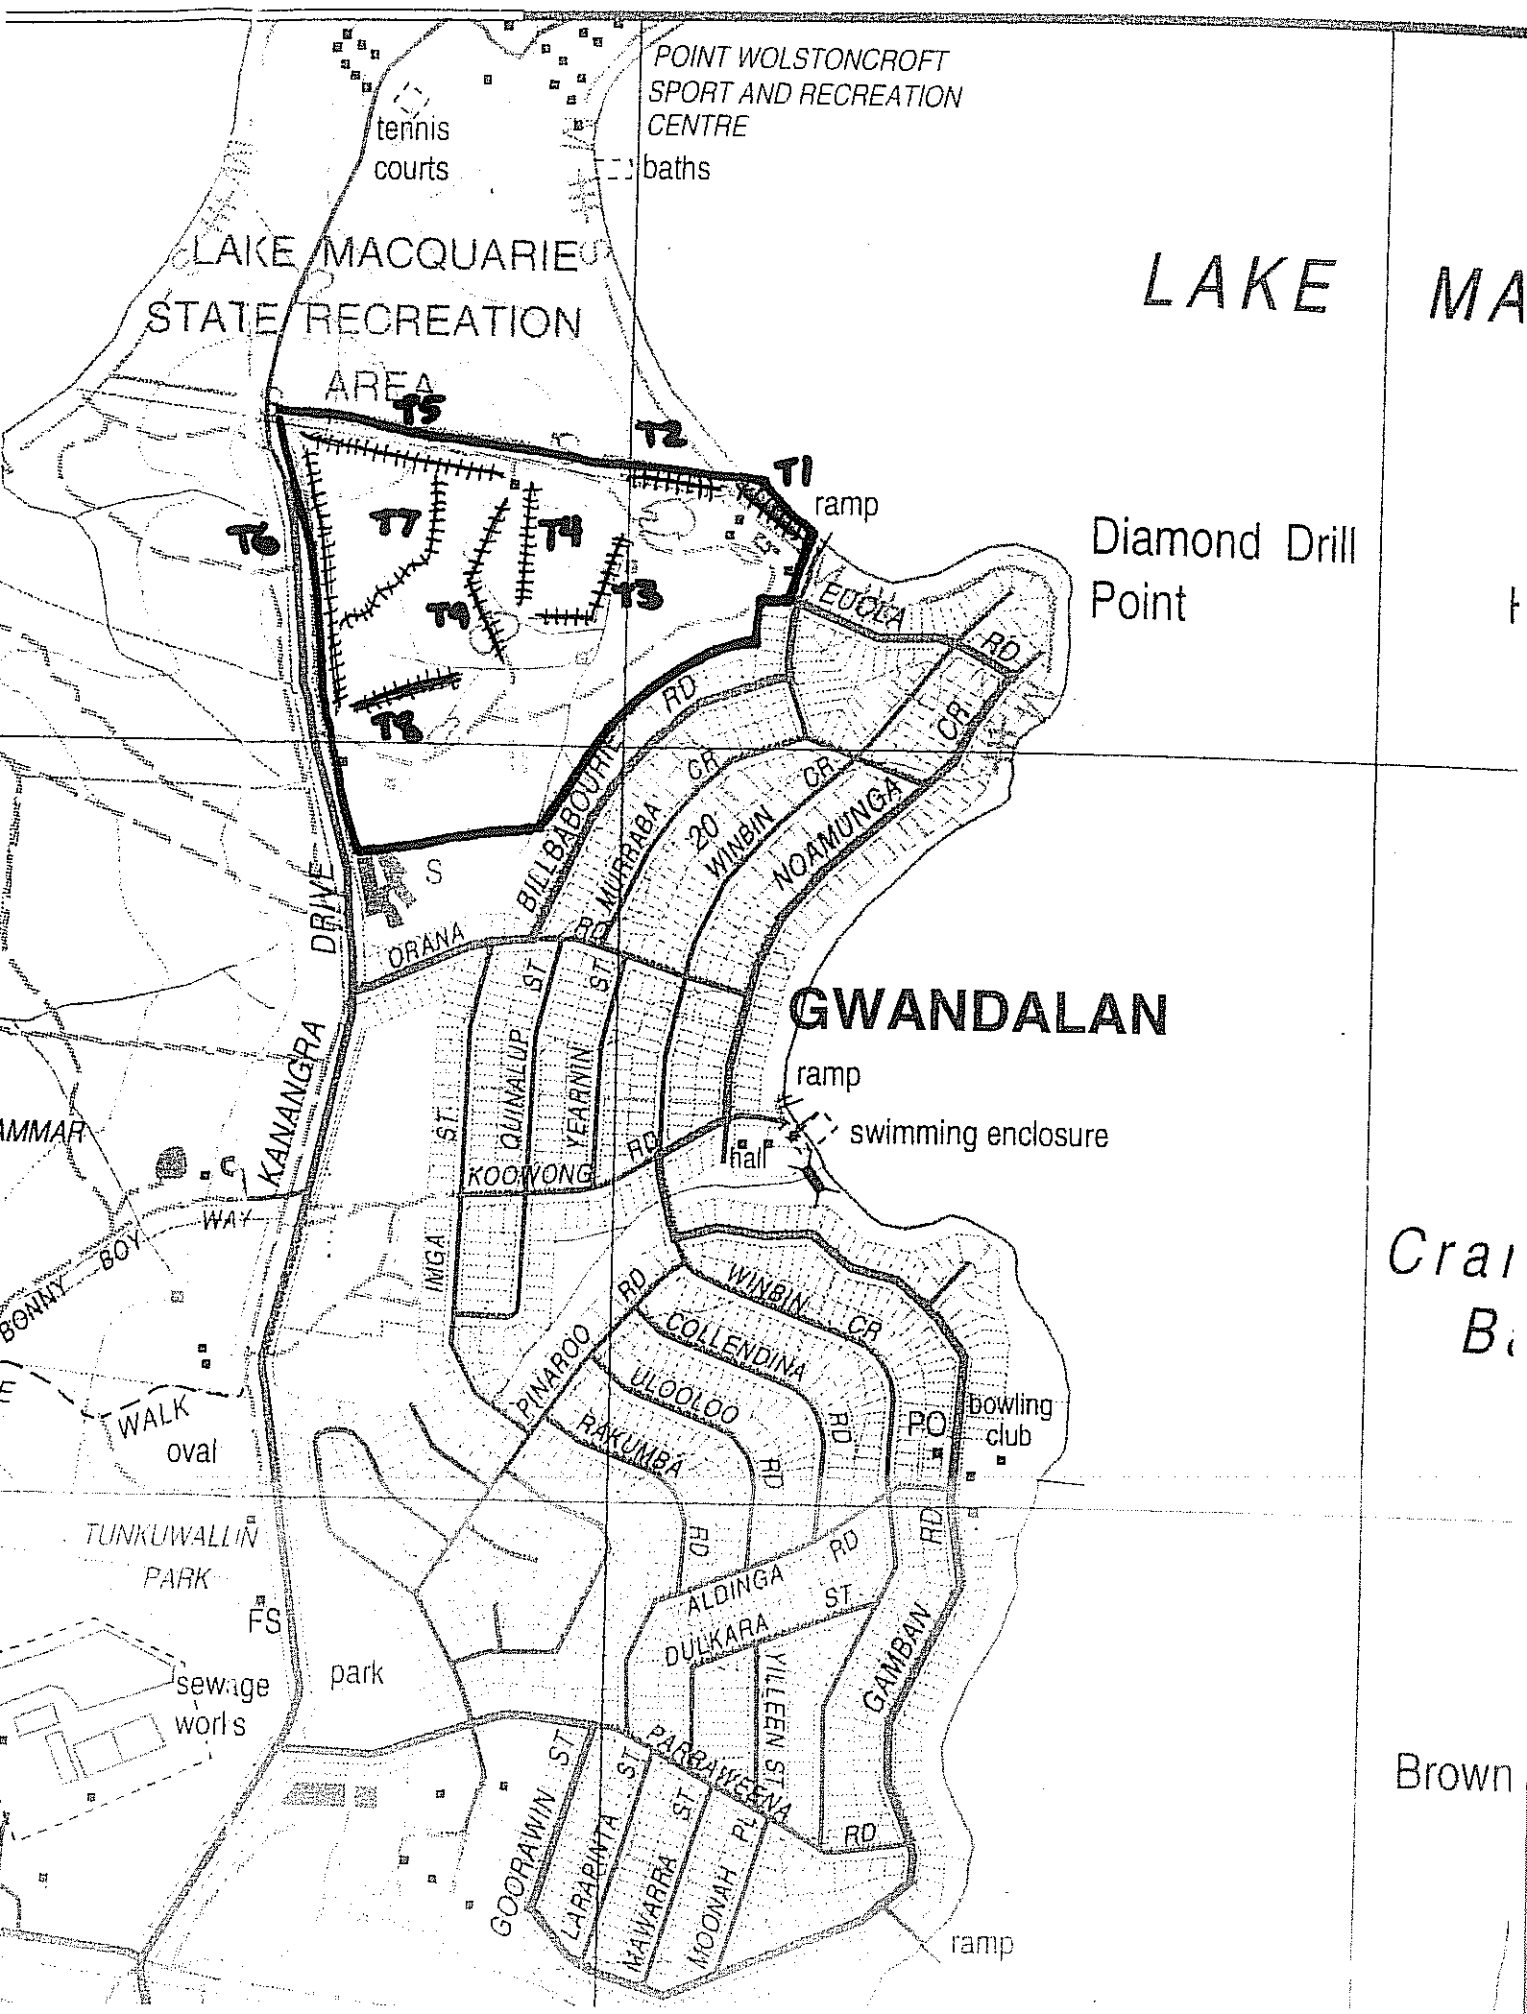 POINT WOLSTONCROFT
SPORT AND RECREATION
CENTRE
tennis
courts
baths
LAKE MACQUARIE
STATE RECREATION
AREA
LAKE MA
T5
T2
T1
ramp
T6
T7
T4
T9
T3
T8
Diamond Drill
Point
EUOLA
RD
BILLBABOURIE
RD
MURRABA
CR
20
WINBIN
CR
NOAMUNGA
CR
S
KANANGRA
DRIVE
ORANA
RD
QUINALUP
ST
YEARNIN
ST
GWANDALAN
ramp
swimming enclosure
hall
AMMAR
C
KOOWONG
RD
IMGA
ST
BONNY
BOY
WAY
E
WALK
oval
PINAROO
RD
WINBIN
CR
COLLENDINA
RD
ULOOLOO
RD
RAKUMBA
RD
PO
bowling
club
TUNKUWALLIN
PARK
FS
sewage
park
ALDINGA
RD
DULKARA
ST
YILLEEN ST
GAMBAN
RD
PARRAWEENA
RD
GOORAWIN
ST
LARAPINTA
ST
MAWARRA
ST
MOONAH
PL
ramp
Brown